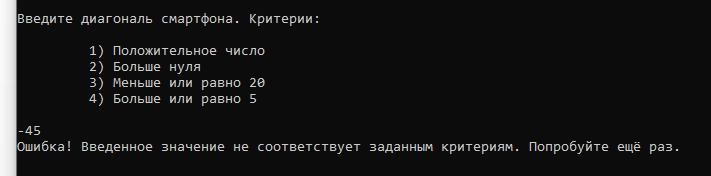 Введите диагональ смартфона. Критерии:
1) Положительное число
2) Больше нуля
3) Меньше или равно 20
4) Больше или равно 5
-45
Ошибка! Введенное значение не соответствует заданным критериям. Попробуйте ещё раз.